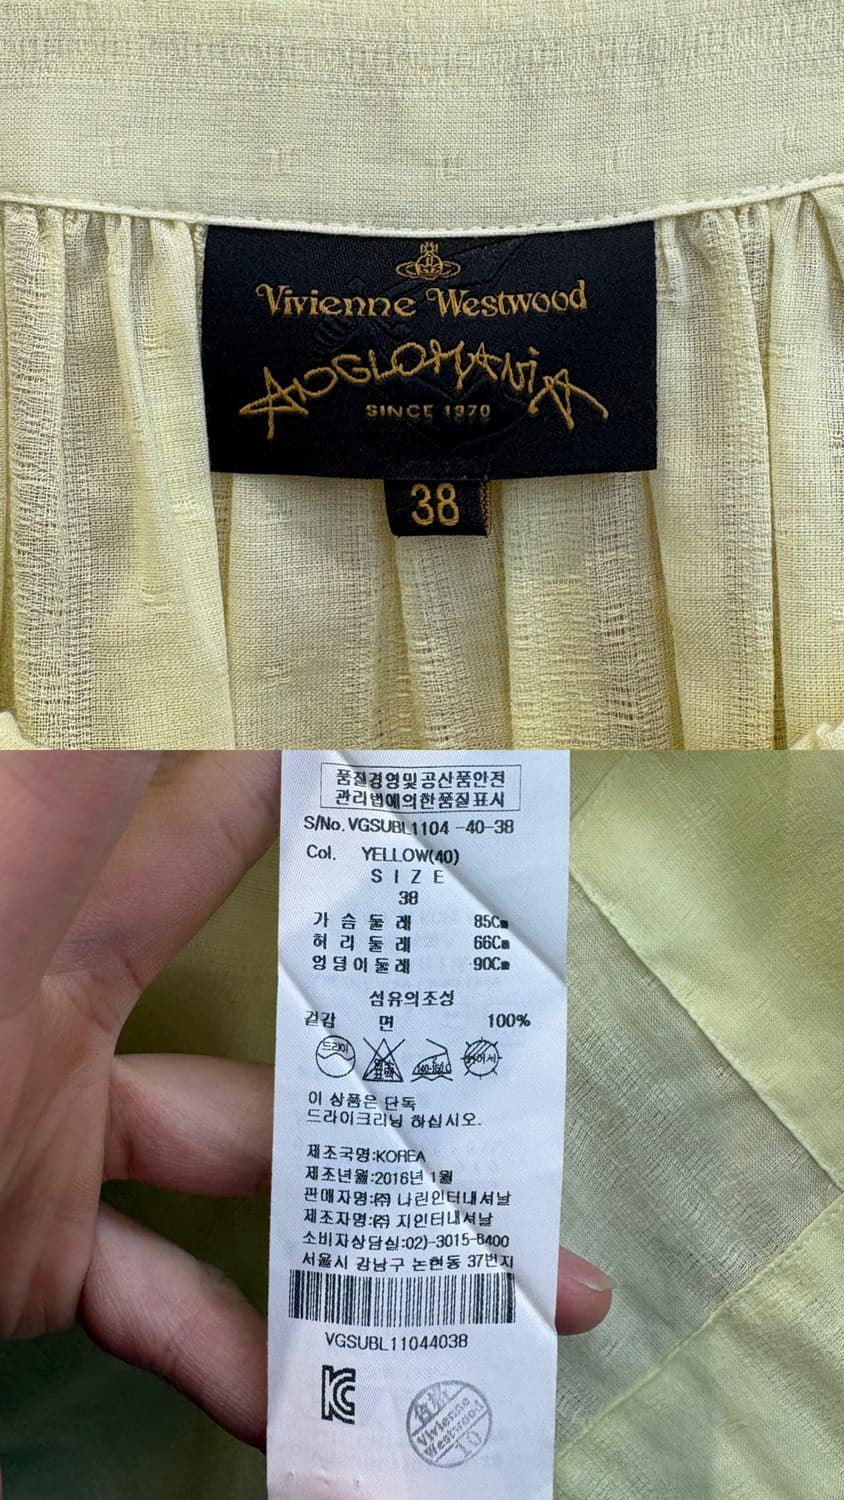 Vivienne Westwood
ANGLOMANiA
SINCE 1970
38
품질경영및공산품안전
관리법에의한품질표시
S/No. VGSUBL1104 -40-38
Col. YELLOW(40)
S I Z E
38
가 슴 둘 레 85Cm
허 리 둘 레 66Cm
엉덩이둘레 90Cm
섬유의조성
겉감 면 100%
드라이
이 상품은 단독
드라이크리닝 하십시오.
제조국명:KOREA
제조년월:2016년 1월
판매자명:㈜ 나린인터내셔날
제조자명:㈜ 지인터내셔날
소비자상담실:02)-3015-6400
서울시 강남구 논현동 37번지
VGSUBL11044038
Vivienne
Westwood
10